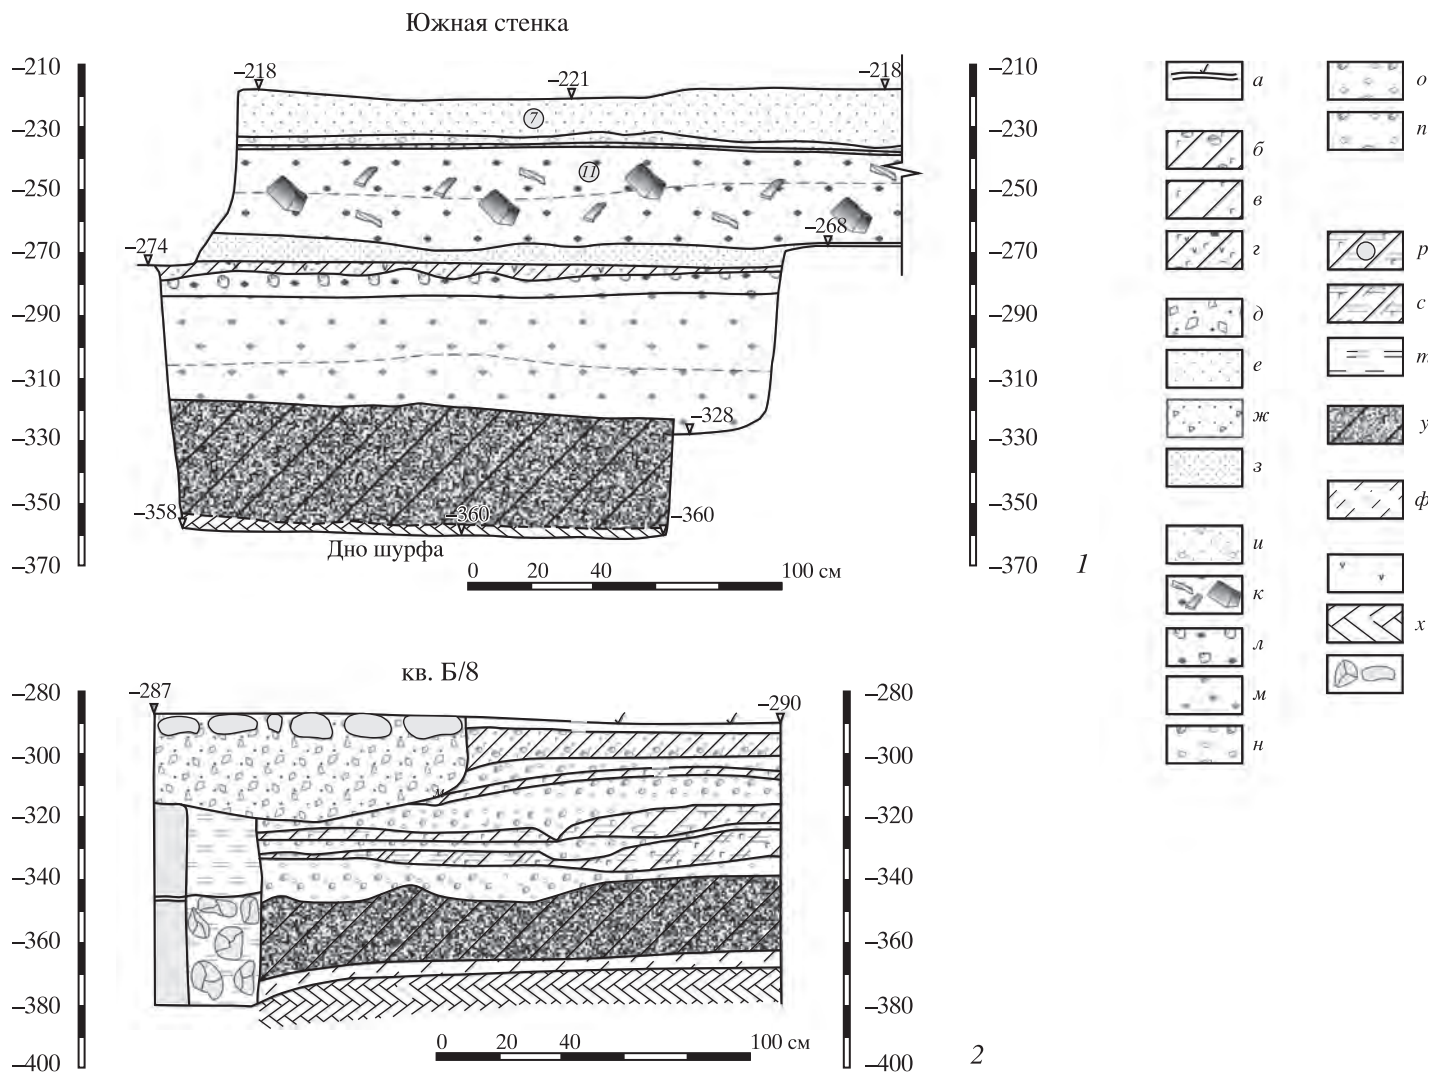 Южная стенка
–210
–230
–250
–270
–290
–310
–330
–350
–370
–218
–221
–218
7
11
–274
–268
–328
–358
–360
–360
Дно шурфа
0 20 40 100 см
–210
–230
–250
–270
–290
–310
–330
–350
–370
1
кв. Б/8
–280
–300
–320
–340
–360
–380
–400
–287
–290
м
0 20 40 100 см
–280
–300
–320
–340
–360
–380
–400
2
а
б
в
г
д
е
ж
з
и
к
л
м
н
о
п
р
с
т
у
ф
х